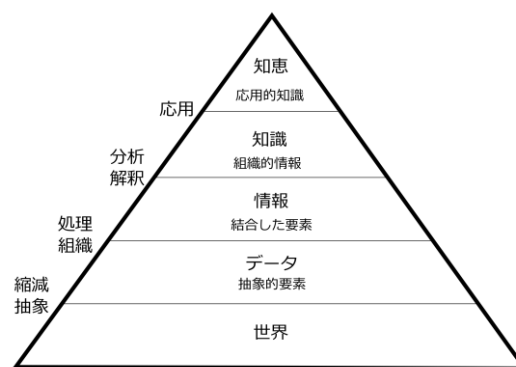 知恵
応用的知識
応用
知識
組織的情報
分析
解釈
情報
結合した要素
処理
組織
データ
抽象的要素
縮減
抽象
世界